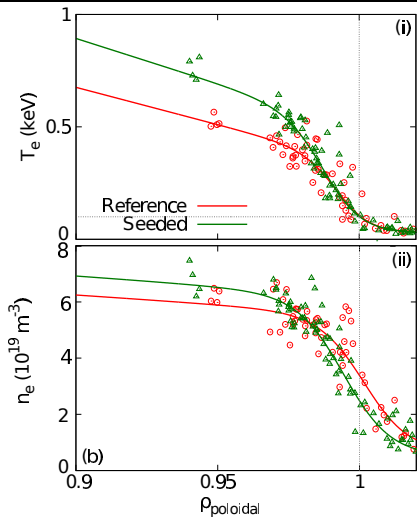 1
(i)
T_e (keV)
0.5
Reference
Seeded
0
8
(ii)
6
n_e (10^19 m^-3)
4
2
0
(b)
0.9
0.95
1
ρ_poloidal